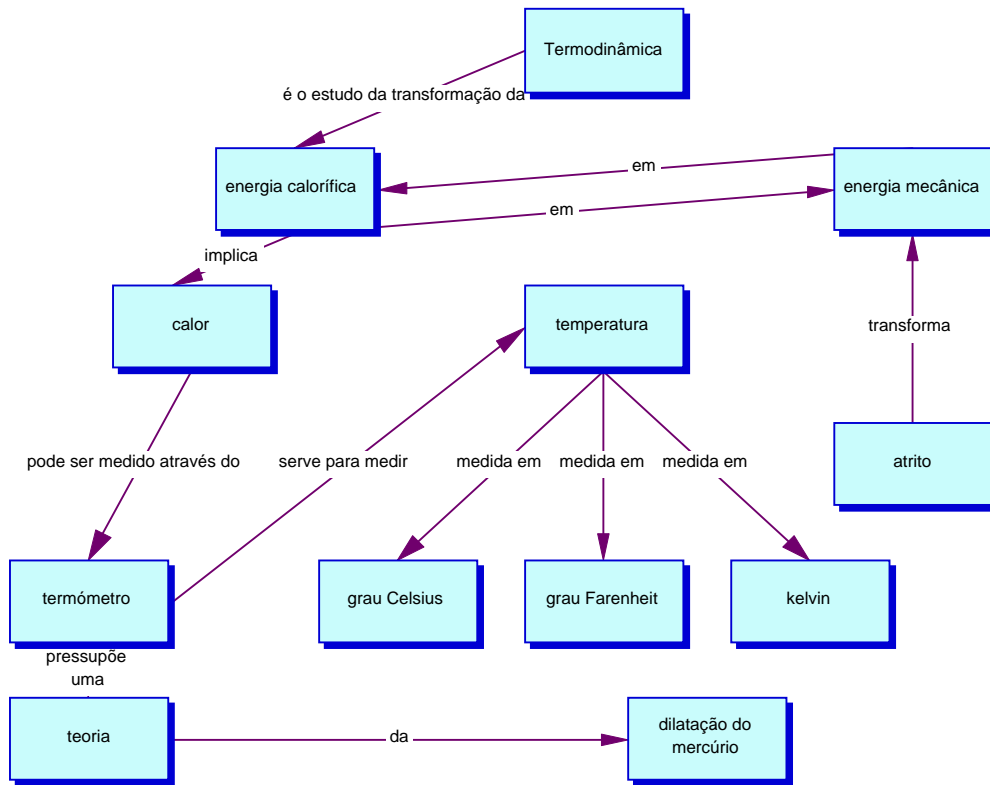 Termodinâmica
é o estudo da transformação da
energia calorífica
em
energia mecânica
em
implica
calor
temperatura
transforma
pode ser medido através do
serve para medir
medida em
medida em
medida em
atrito
termómetro
grau Celsius
grau Farenheit
kelvin
pressupõe
uma
teoria
da
dilatação do
mercúrio